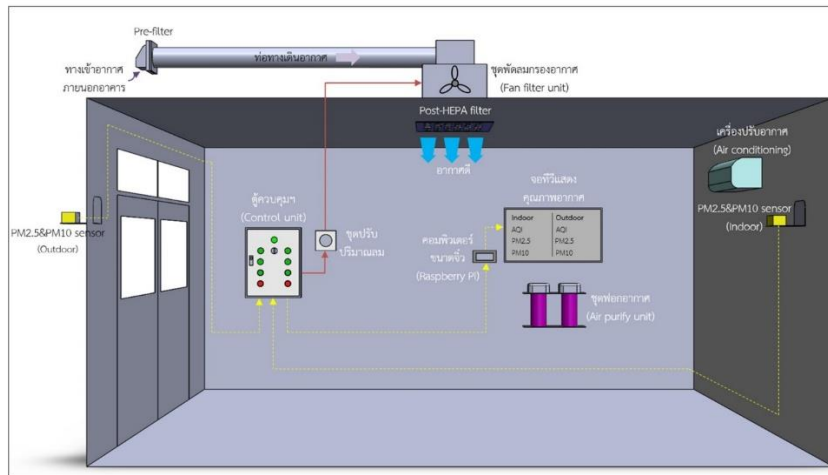 Pre-filter
ท่อทางเดินอากาศ
ทางเข้าอากาศ
ภายนอกอาคาร
ชุดพัดลมกรองอากาศ
(Fan filter unit)
Post-HEPA filter
อากาศดี
เครื่องปรับอากาศ
(Air conditioning)
PM2.5&PM10 sensor
(Outdoor)
ตู้ควบคุมฯ
(Control unit)
ชุดปรับ
ปริมาณลม
คอมพิวเตอร์
ขนาดจิ๋ว
(Raspberry Pi)
จอทีวีแสดง
คุณภาพอากาศ
Indoor Outdoor
AQI AQI
PM2.5 PM2.5
PM10 PM10
PM2.5&PM10 sensor
(Indoor)
ชุดฟอกอากาศ
(Air purify unit)